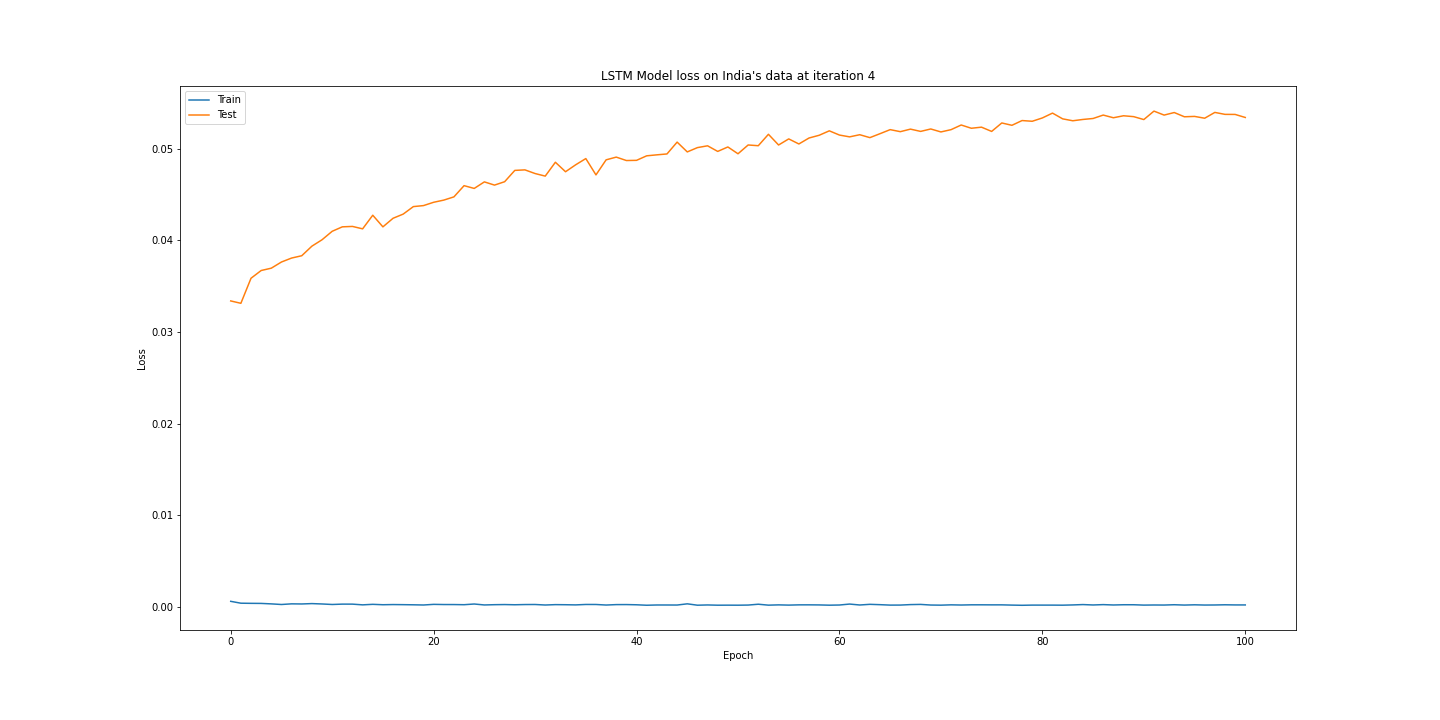 LSTM Model loss on India's data at iteration 4
Train
Test
0.05
0.04
0.03
0.02
0.01
0.00
Loss
0 20 40 60 80 100
Epoch